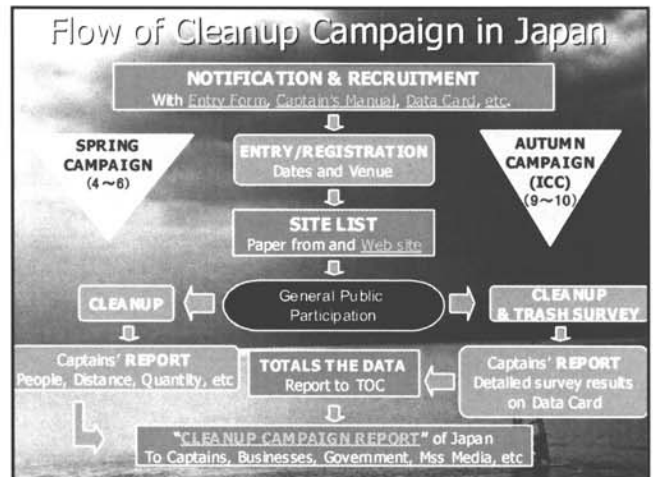 Flow of Cleanup Campaign in Japan
NOTIFICATION & RECRUITMENT
With Entry Form, Captain's Manual, Data Card, etc.
SPRING
CAMPAIGN
(4～6)
ENTRY/REGISTRATION
Dates and Venue
AUTUMN
CAMPAIGN
(ICC)
(9～10)
SITE LIST
Paper from and Web site
CLEANUP
General Public
Participation
CLEANUP
& TRASH SURVEY
Captains' REPORT
People, Distance, Quantity, etc
TOTALS THE DATA
Report to TOC
Captains' REPORT
Detailed survey results
on Data Card
"CLEANUP CAMPAIGN REPORT" of Japan
To Captains, Businesses, Government, Mss Media, etc